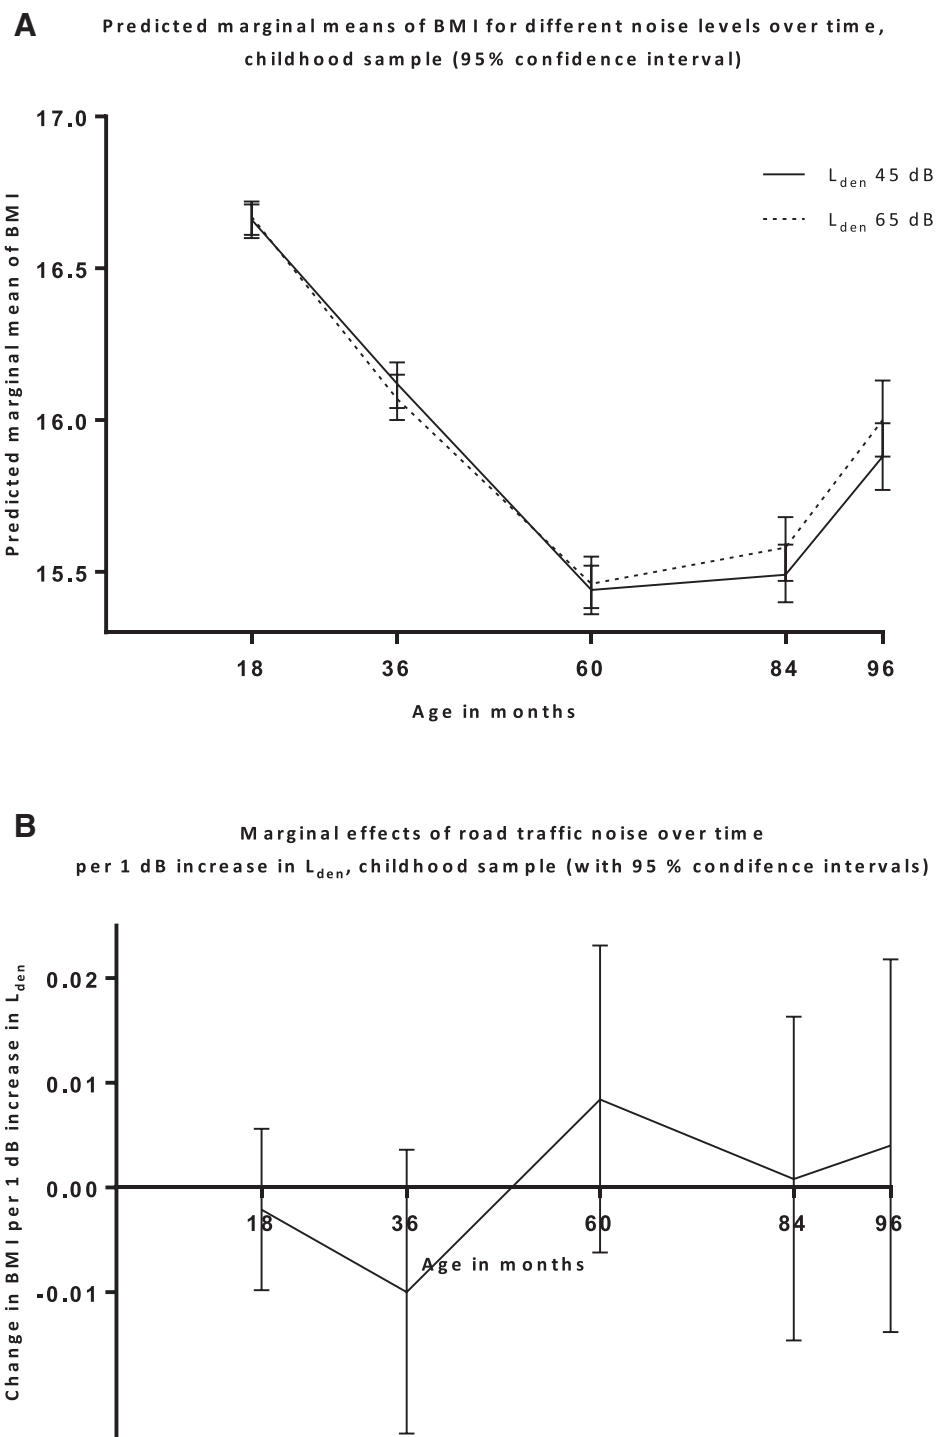 A
Predicted marginal means of BMI for different noise levels over time,
childhood sample (95% confidence interval)
Predicted marginal mean of BMI
17.0
16.5
16.0
15.5
Lden 45 dB
Lden 65 dB
18 36 60 84 96
Age in months
B
Marginal effects of road traffic noise over time
per 1 dB increase in Lden, childhood sample (with 95 % condifence intervals)
Change in BMI per 1 dB increase in Lden
0.02
0.01
0.00
-0.01
18 36 60 84 96
Age in months